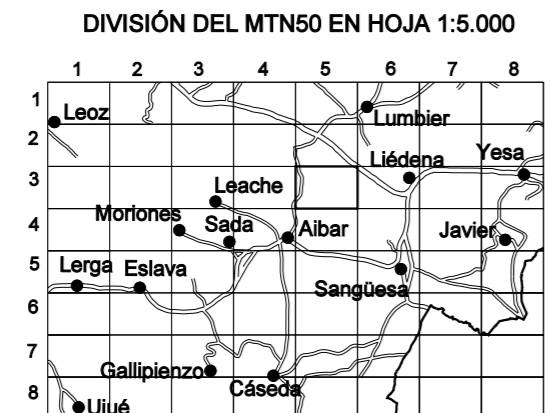 DIVISIÓN DEL MTN50 EN HOJA 1:5.000
1 2 3 4 5 6 7 8
1
Leoz
Lumbier
2
Liédena
Yesa
3
Leache
Moriones
Sada
4
Aibar
Javier
5
Lerga
Eslava
Sangüesa
6
7
Gallipienzo
Cáseda
8
Ujué